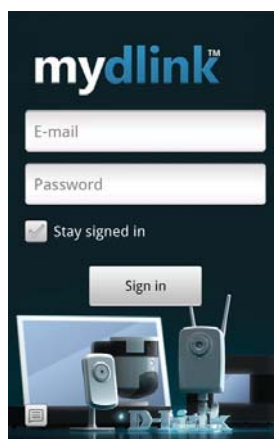 mydlink™
E-mail
Password
Stay signed in
Sign in
D-Link